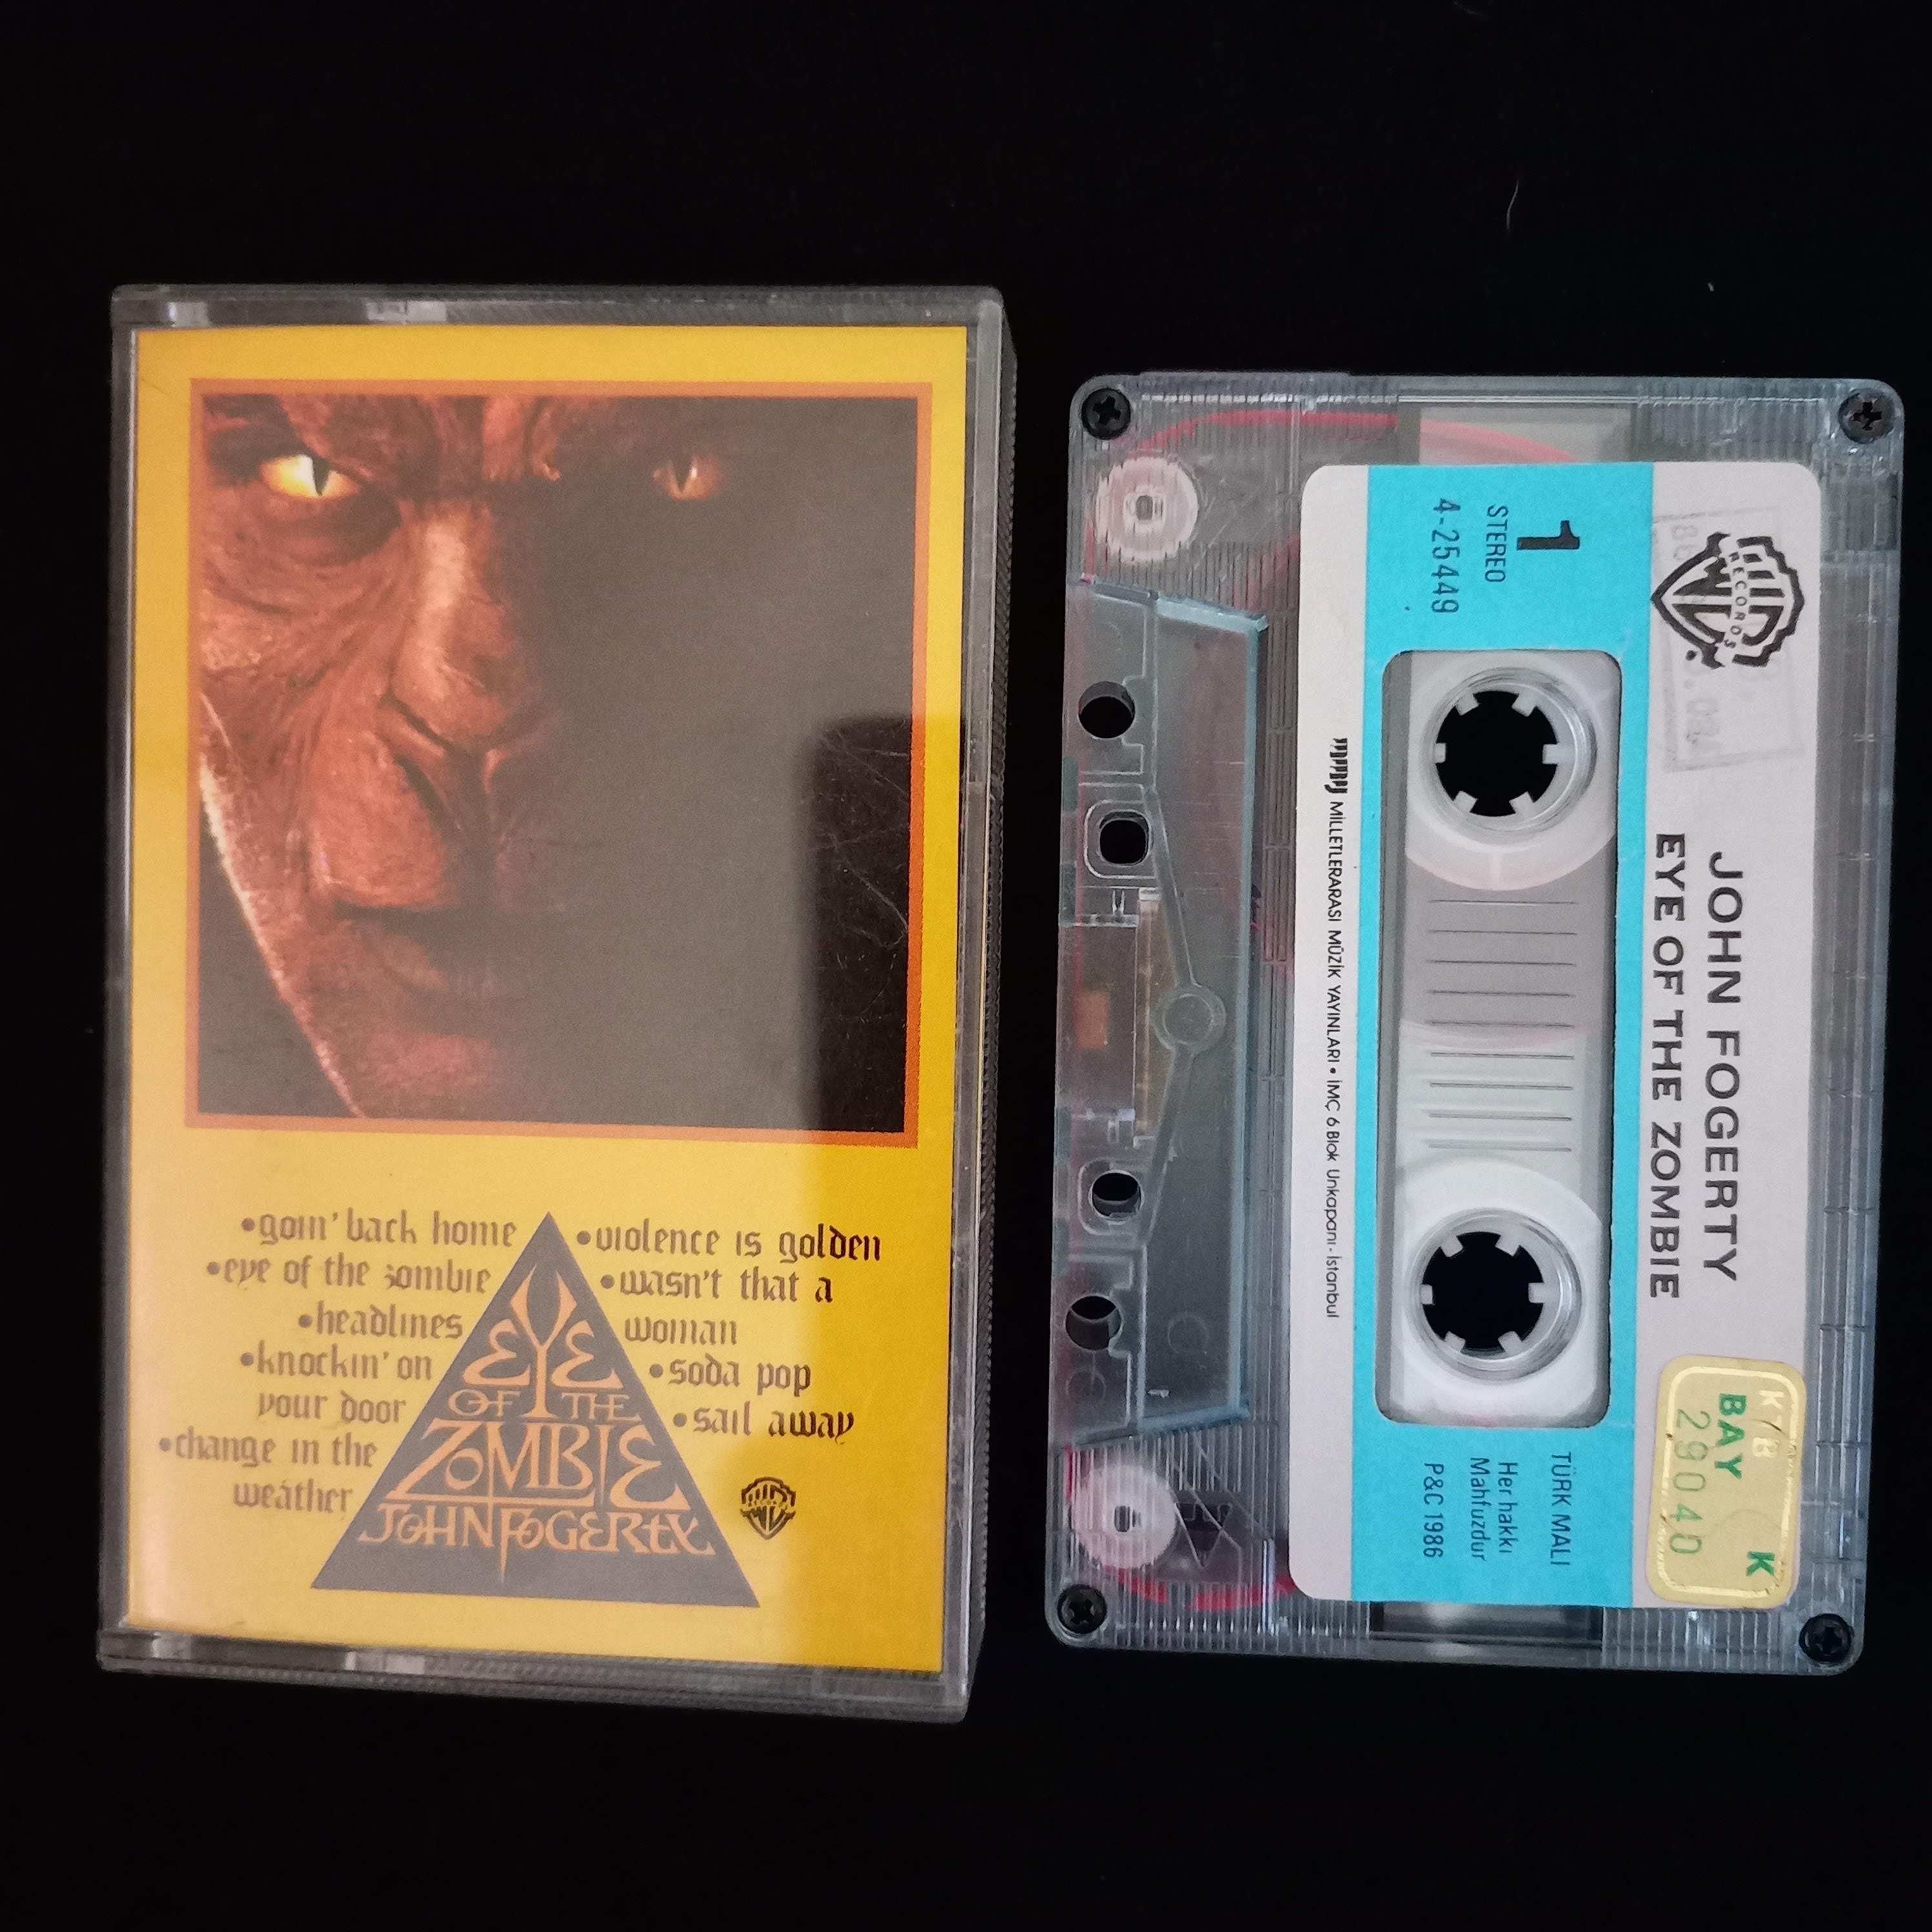 •goin' back home
•eye of the zombie
•headlines
•knockin' on
your door
•change in the
weather
•violence is golden
•wasn't that a
woman
•soda pop
•sail away
EYE
OF THE
ZOMBIE
JOHN FOGERTY
RECORDS
JOHN FOGERTY
EYE OF THE ZOMBIE
1
STEREO
4-25449
TÜRK MALI
Her hakkı
Mahfuzdur
P&C 1986
MİLLETLERARASI MÜZİK YAYINLARI • İMÇ 6 Blok Unkapanı - İstanbul
BAY K
29040